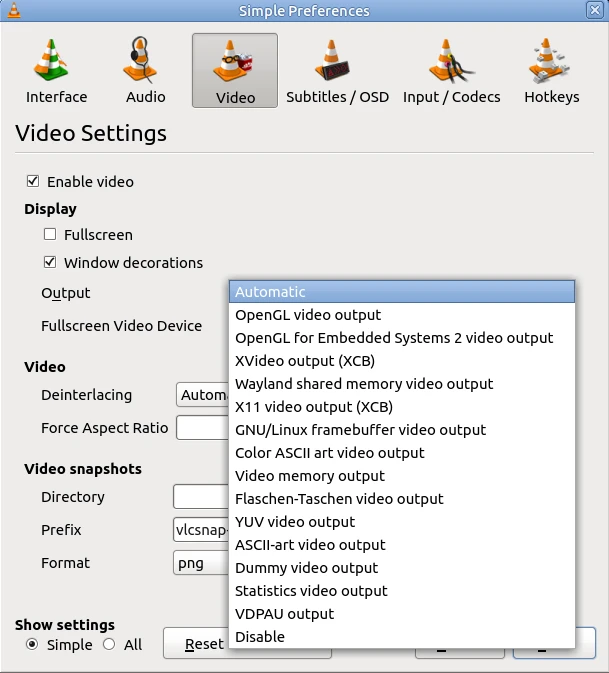 Simple Preferences
Interface Audio Video Subtitles / OSD Input / Codecs Hotkeys
Video Settings
Enable video
Display
Fullscreen
Window decorations
Output
Automatic
OpenGL video output
Fullscreen Video Device
OpenGL for Embedded Systems 2 video output
XVideo output (XCB)
Video
Wayland shared memory video output
Deinterlacing
X11 video output (XCB)
Force Aspect Ratio
GNU/Linux framebuffer video output
Color ASCII art video output
Video snapshots
Video memory output
Directory
Flaschen-Taschen video output
Prefix vlcsnap-
YUV video output
ASCII-art video output
Format png
Dummy video output
Statistics video output
VDPAU output
Show settings
Disable
Simple All Reset